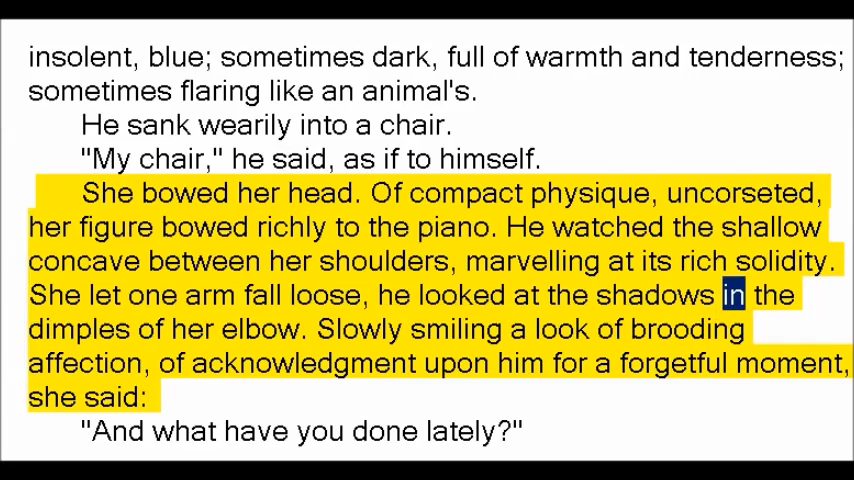 insolent, blue; sometimes dark, full of warmth and tenderness;
sometimes flaring like an animal's.
He sank wearily into a chair.
"My chair," he said, as if to himself.
She bowed her head. Of compact physique, uncorseted,
her figure bowed richly to the piano. He watched the shallow
concave between her shoulders, marvelling at its rich solidity.
She let one arm fall loose, he looked at the shadows in the
dimples of her elbow. Slowly smiling a look of brooding
affection, of acknowledgment upon him for a forgetful moment,
she said:
"And what have you done lately?"